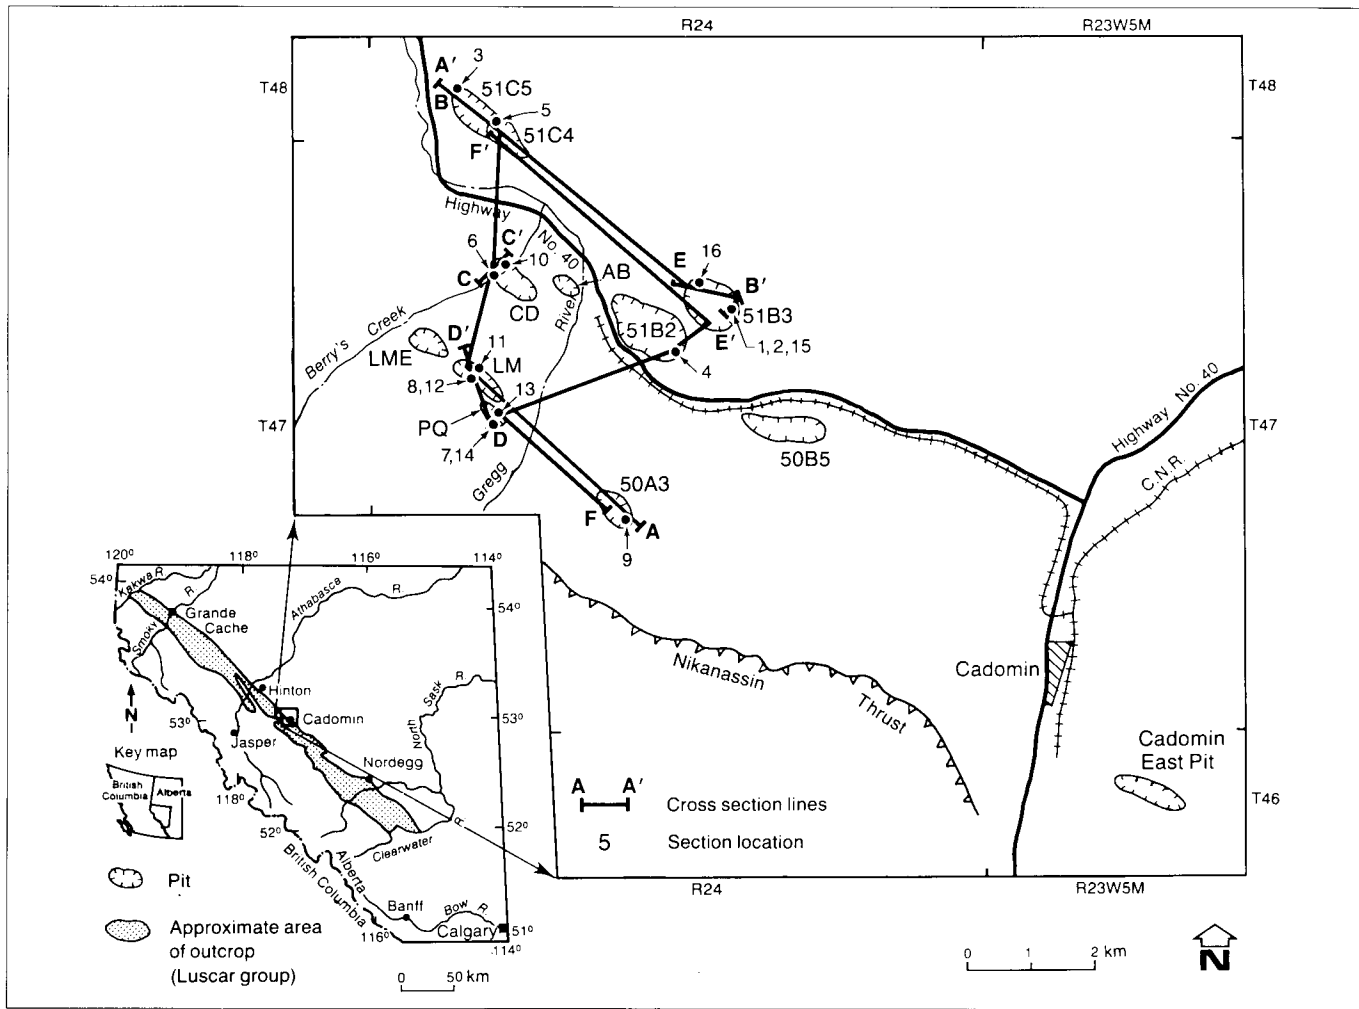 R24
R23W5M
T48
T48
A'
3
51C5
B
5
51C4
F'
Highway
No. 40
C'
6
10
C
CD
AB
E
16
B'
51B3
51B2
E'
1, 2, 15
4
River
Gregg
Berry's Creek
D'
11
LME
LM
8, 12
13
PQ
D
7, 14
T47
T47
50B5
50A3
F
A
9
Highway No. 40
C.N.R.
Nikanassin
Thrust
Cadomin
Cadomin
East Pit
T46
A A'
Cross section lines
5
Section location
R24
R23W5M
0 1 2 km
N
120°
118°
116°
114°
54°
Kakwa R.
R.
Smoky
Grande
Cache
Athabasca R.
54°
Hinton
Cadomin
Jasper
N
53°
53°
North Sask R.
Nordegg
Key map
British
Columbia
Alberta
118°
52°
52°
R.
Clearwater
Alberta
British Columbia
Banff
Bow R.
Calgary
51°
116°
114°
Pit
Approximate area
of outcrop
(Luscar group)
0 50 km